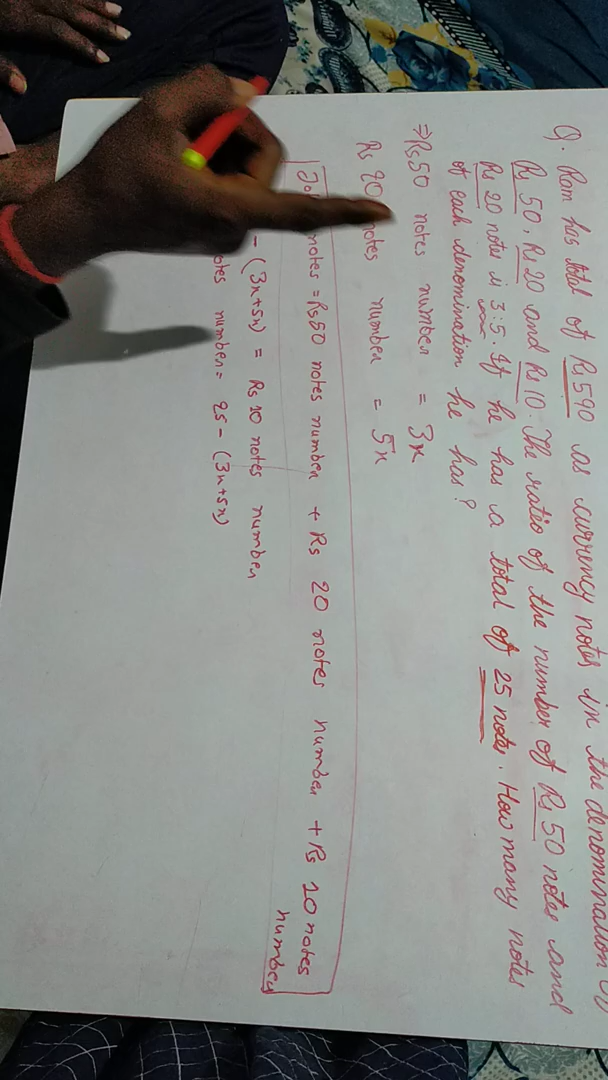 Q. Ram has total of Rs 590 as currency notes in the denomination of
Rs 50, Rs 20 and Rs 10. The ratio of the number of Rs 50 notes and
Rs 20 notes is 3:5. If he has a total of 25 notes. How many notes
of each denomination he has?
⇒ Rs 50 notes number = 3x
Rs 20 notes number = 5x
notes = Rs 50 notes number + Rs 20 notes number + Rs 10 notes
number
- (3x+5x) = Rs 10 notes number
notes number = 25 - (3x+5x)